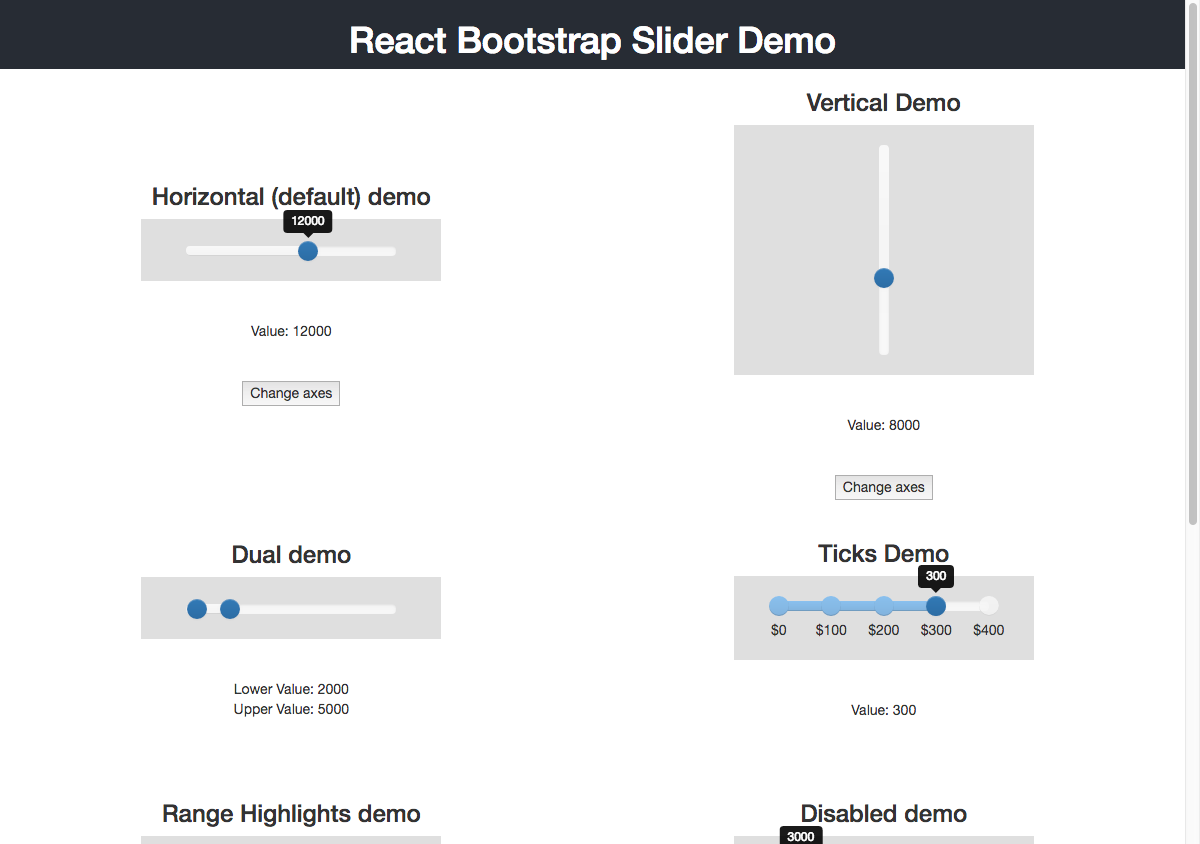 React Bootstrap Slider Demo
Horizontal (default) demo
12000
Value: 12000
Change axes
Vertical Demo
Value: 8000
Change axes
Dual demo
Lower Value: 2000
Upper Value: 5000
Ticks Demo
300
$0 $100 $200 $300 $400
Value: 300
Range Highlights demo
Disabled demo
3000